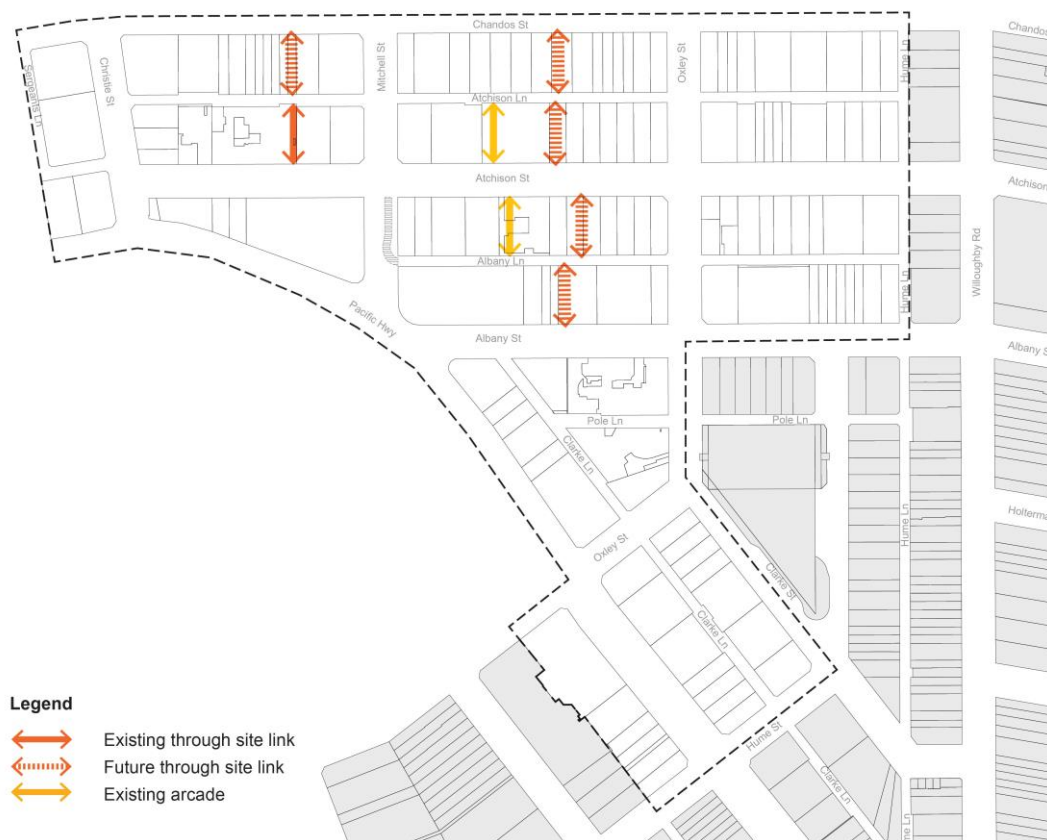 Chandos St
Chandos
Sergeants Ln
Christie St
Mitchell St
Oxley St
Hume Ln
Atchison Ln
Atchison St
Atchison
Albany Ln
Hume Ln
Willoughby Rd
Pacific Hwy
Albany St
Albany S
Pole Ln
Pole Ln
Clarke Ln
Hume Ln
Holterma
Oxley St
Clarke St
Clarke Ln
Hume St
Clarke Ln
me Ln
Legend
Existing through site link
Future through site link
Existing arcade